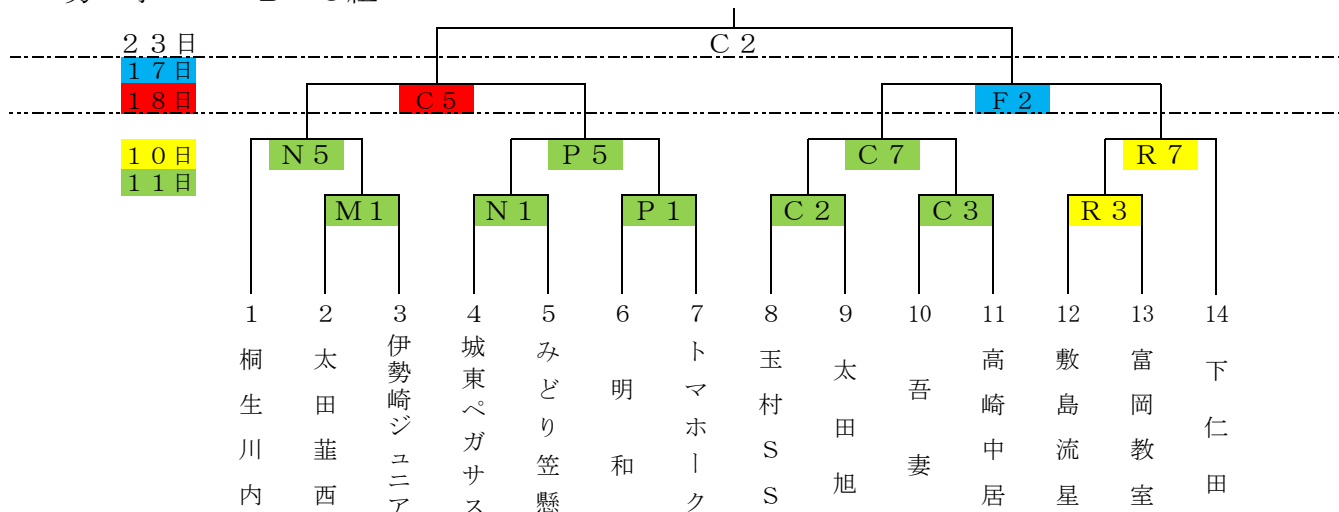 ２３日
Ｃ２
１７日
１８日
Ｃ５
Ｆ２
１０日
１１日
Ｎ５
Ｐ５
Ｃ７
Ｒ７
Ｍ１
Ｎ１
Ｐ１
Ｃ２
Ｃ３
Ｒ３
1 2 3 4 5 6 7 8 9 10 11 12 13 14
桐生川内
太田韮西
伊勢崎ジュニア
城東ペガサス
みどり笠懸
明和
トマホーク
玉村ＳＳ
太田旭
吾妻
高崎中居
敷島流星
富岡教室
下仁田